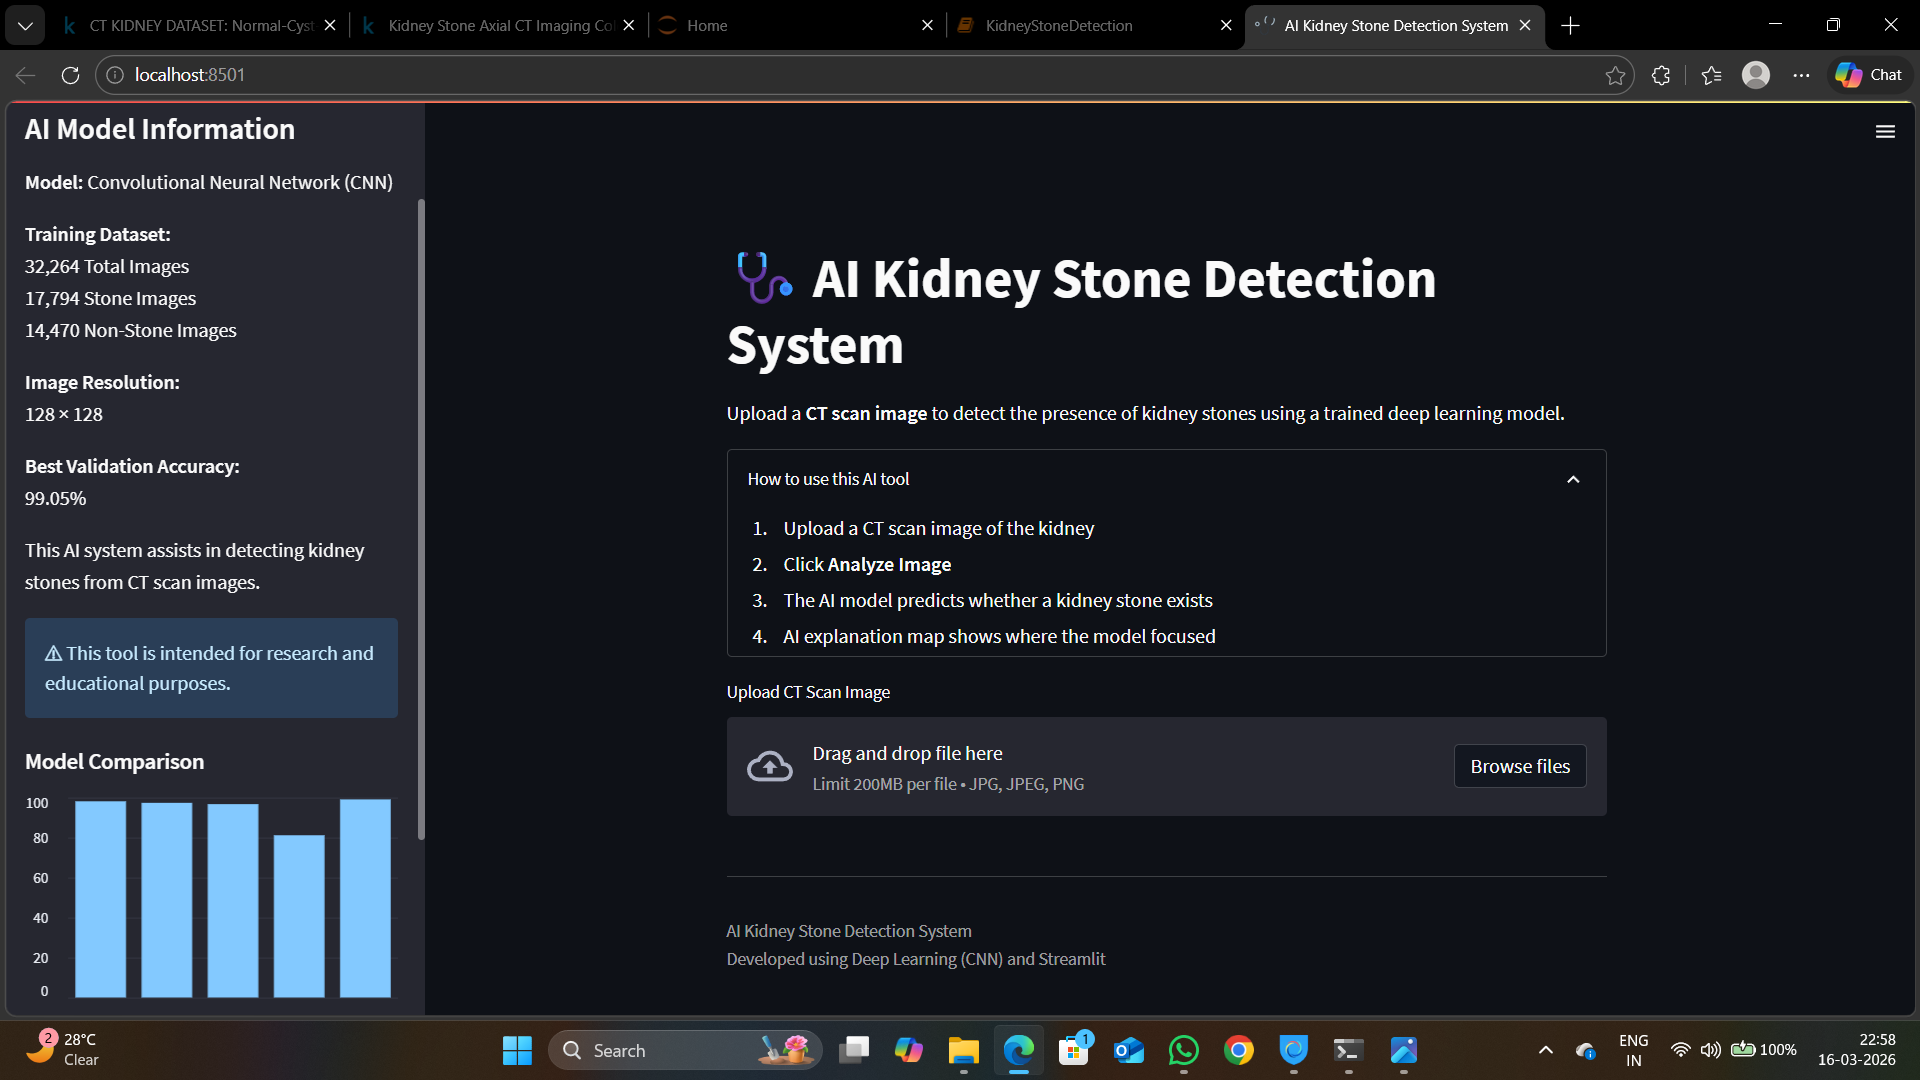 CT KIDNEY DATASET: Normal-Cyst
Kidney Stone Axial CT Imaging Co
Home
KidneyStoneDetection
AI Kidney Stone Detection System
localhost:8501
Chat
AI Model Information
Model: Convolutional Neural Network (CNN)
Training Dataset:
32,264 Total Images
17,794 Stone Images
14,470 Non-Stone Images
Image Resolution:
128 × 128
Best Validation Accuracy:
99.05%
This AI system assists in detecting kidney
stones from CT scan images.
⚠ This tool is intended for research and
educational purposes.
Model Comparison
100
80
60
40
20
0
AI Kidney Stone Detection
System
Upload a CT scan image to detect the presence of kidney stones using a trained deep learning model.
How to use this AI tool
1. Upload a CT scan image of the kidney
2. Click Analyze Image
3. The AI model predicts whether a kidney stone exists
4. AI explanation map shows where the model focused
Upload CT Scan Image
Drag and drop file here
Limit 200MB per file • JPG, JPEG, PNG
Browse files
AI Kidney Stone Detection System
Developed using Deep Learning (CNN) and Streamlit
2
28°C
Clear
Search
1
ENG
IN
100%
22:58
16-03-2026